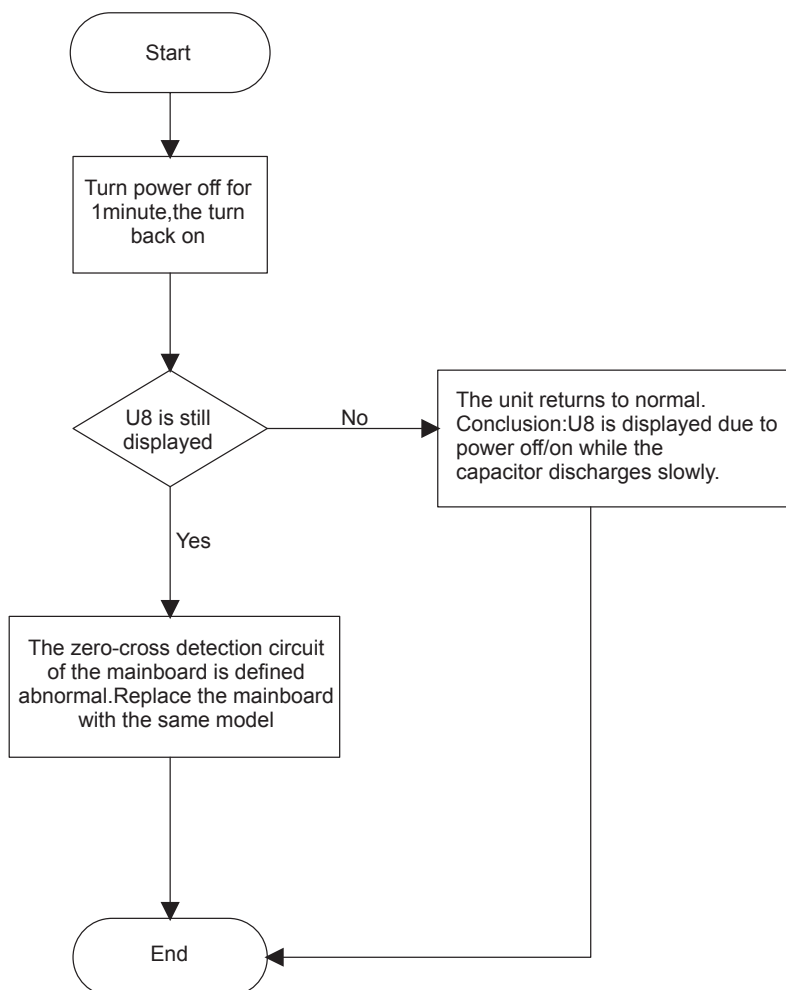 Start
Turn power off for
1minute,the turn
back on
U8 is still
displayed
No
The unit returns to normal.
Conclusion:U8 is displayed due to
power off/on while the
capacitor discharges slowly.
Yes
The zero-cross detection circuit
of the mainboard is defined
abnormal.Replace the mainboard
with the same model
End